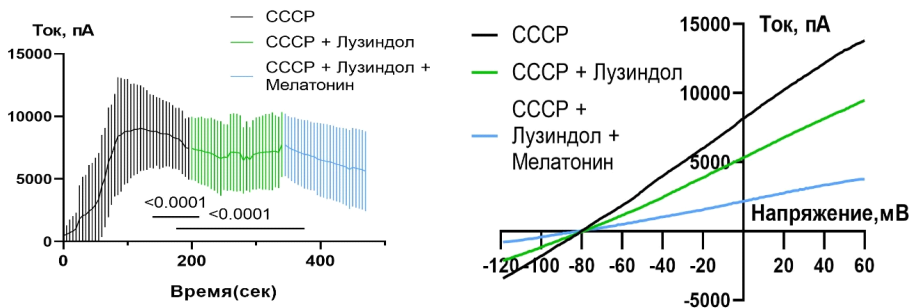 Ток, пА
СССР
СССР + Лузиндол
СССР + Лузиндол +
Мелатонин
15000
10000
5000
0
<0.0001
<0.0001
0
200
400
Время(сек)
СССР
СССР + Лузиндол
СССР +
Лузиндол +
Мелатонин
Ток, пА
15000
10000
5000
-5000
Напряжение,мВ
-120 -100 -80 -60 -40 -20 0 20 40 60